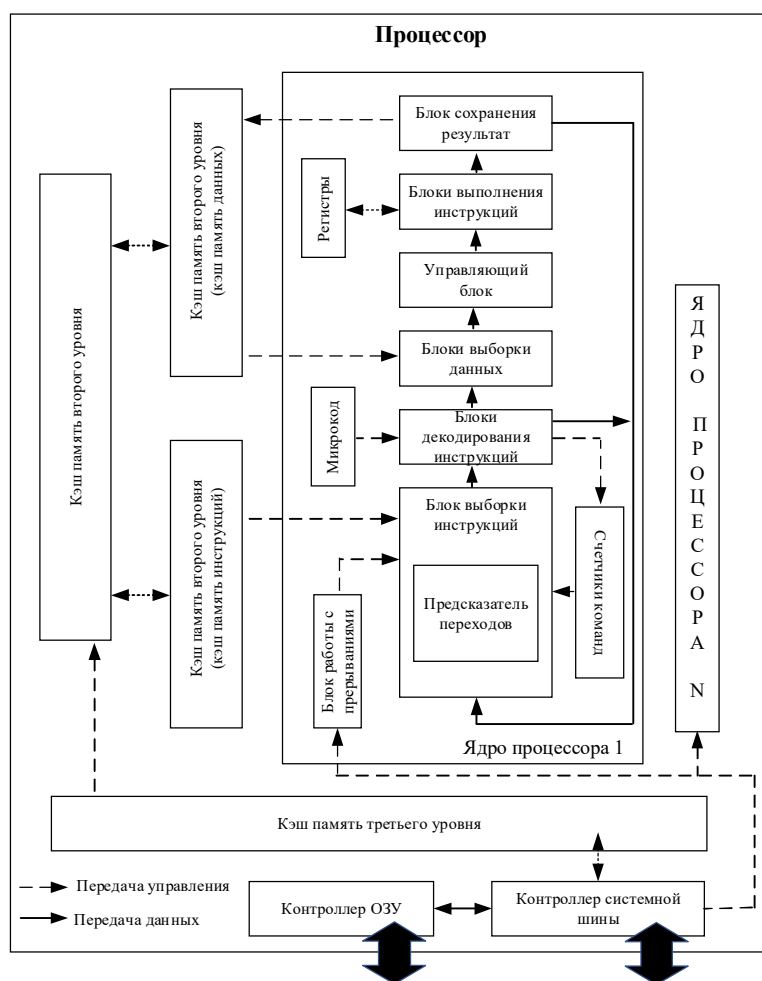 Процессор
Блок сохранения
результат
Блоки выполнения
инструкций
Регистры
Управляющий
блок
Блоки выборки
данных
Блоки
декодирования
инструкций
Микрокод
Блок выборки
инструкций
Предсказатель
переходов
Счетчики команд
Блок работы с
прерываниями
Ядро процессора 1
Кэш память второго уровня
Кэш память второго уровня
(кэш память данных)
Кэш память второго уровня
(кэш память инструкций)
ЯДРО ПРОЦЕССОРА N
Кэш память третьего уровня
Передача управления
Передача данных
Контроллер ОЗУ
Контроллер системной
шины